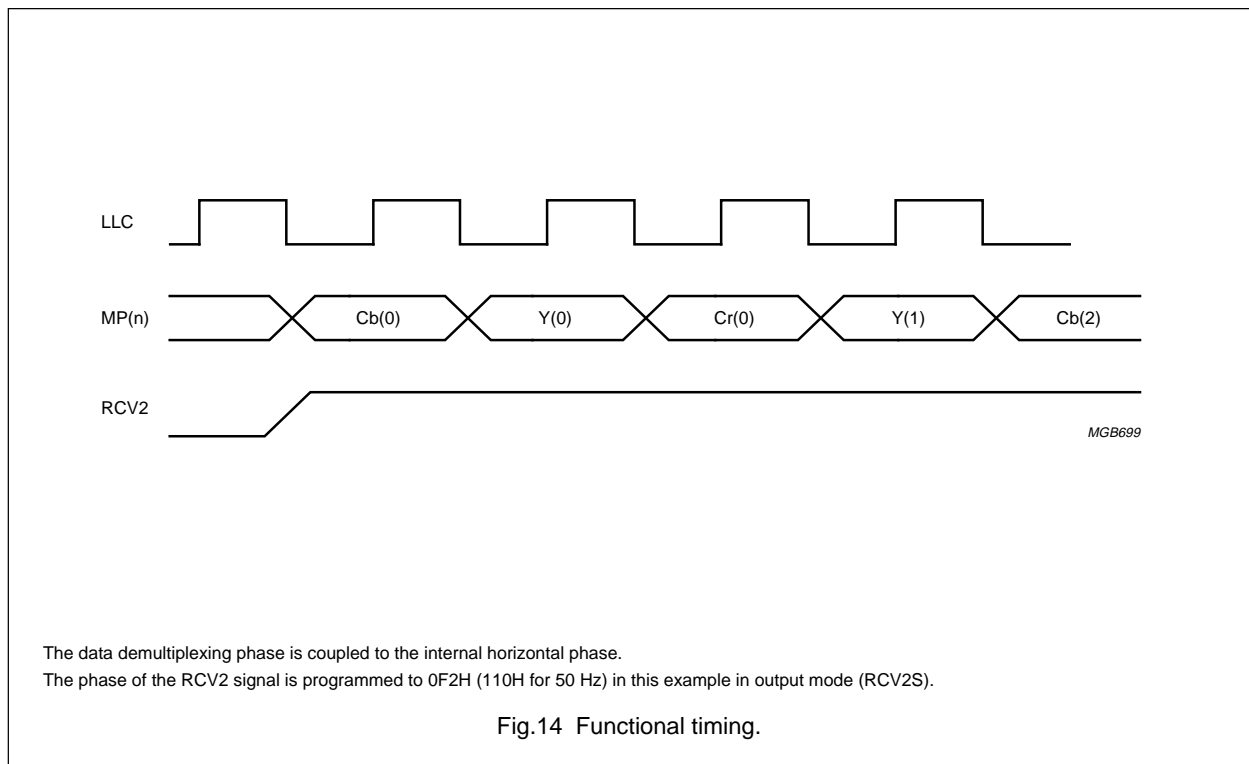 LLC
MP(n)
Cb(0)
Y(0)
Cr(0)
Y(1)
Cb(2)
RCV2
MGB699
The data demultiplexing phase is coupled to the internal horizontal phase.
The phase of the RCV2 signal is programmed to 0F2H (110H for 50 Hz) in this example in output mode (RCV2S).
Fig.14 Functional timing.